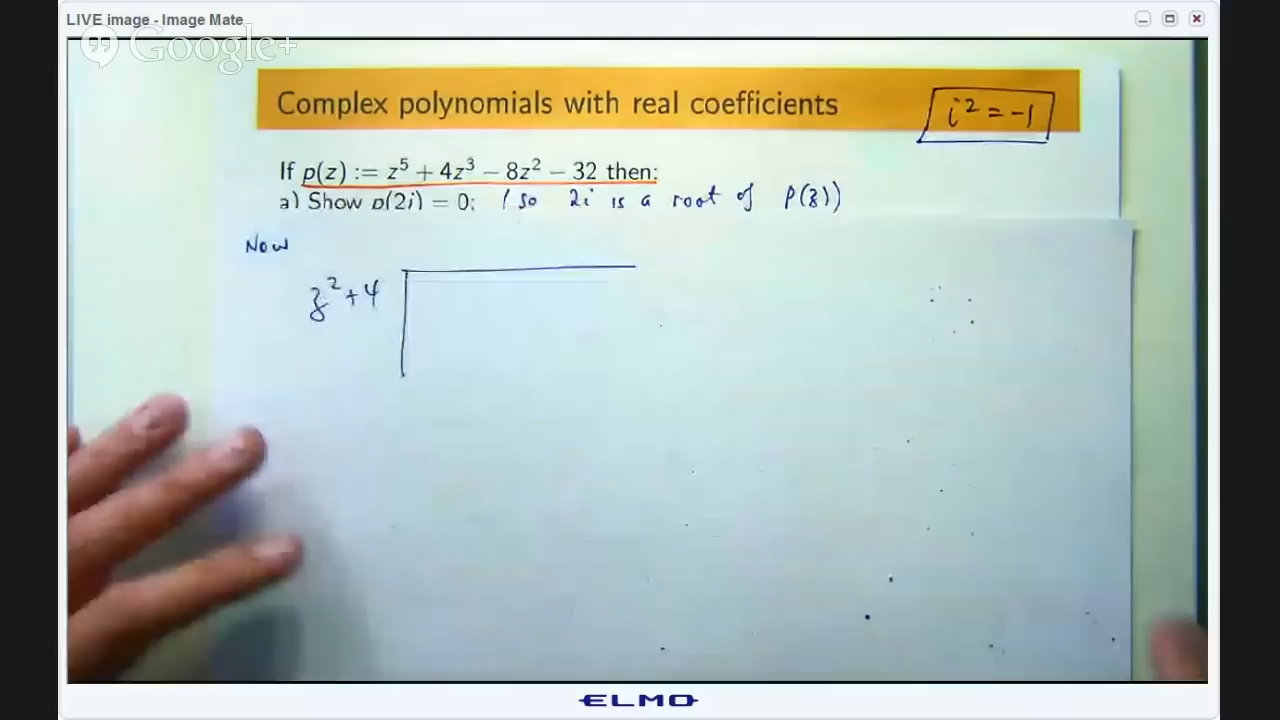 LIVE image - Image Mate
Google+
Complex polynomials with real coefficients
i² = -1
If p(z) := z⁵ + 4z³ − 8z² − 32 then:
a) Show p(2i) = 0; (so 2i is a root of P(z))
Now
z² + 4
ELMO